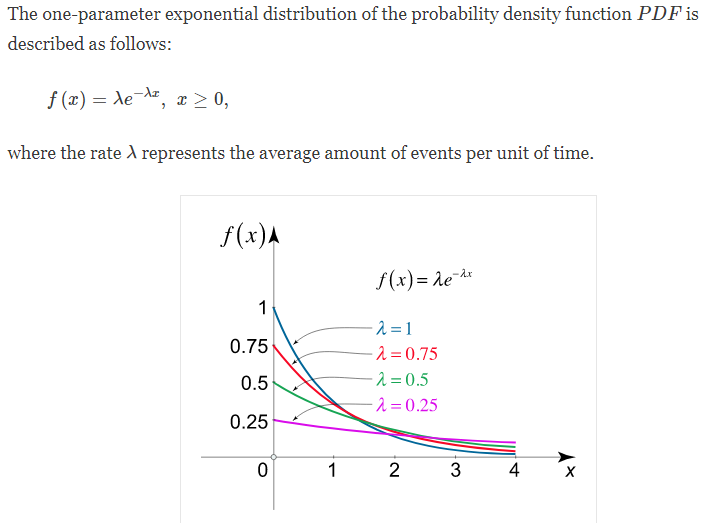 The one-parameter exponential distribution of the probability density function PDF is
described as follows:
f (x) = λe^{−λx}, x ≥ 0,
where the rate λ represents the average amount of events per unit of time.
f(x)
f(x)= λe^{−λx}
1
λ=1
0.75
λ=0.75
0.5
λ=0.5
0.25
λ=0.25
0 1 2 3 4 x